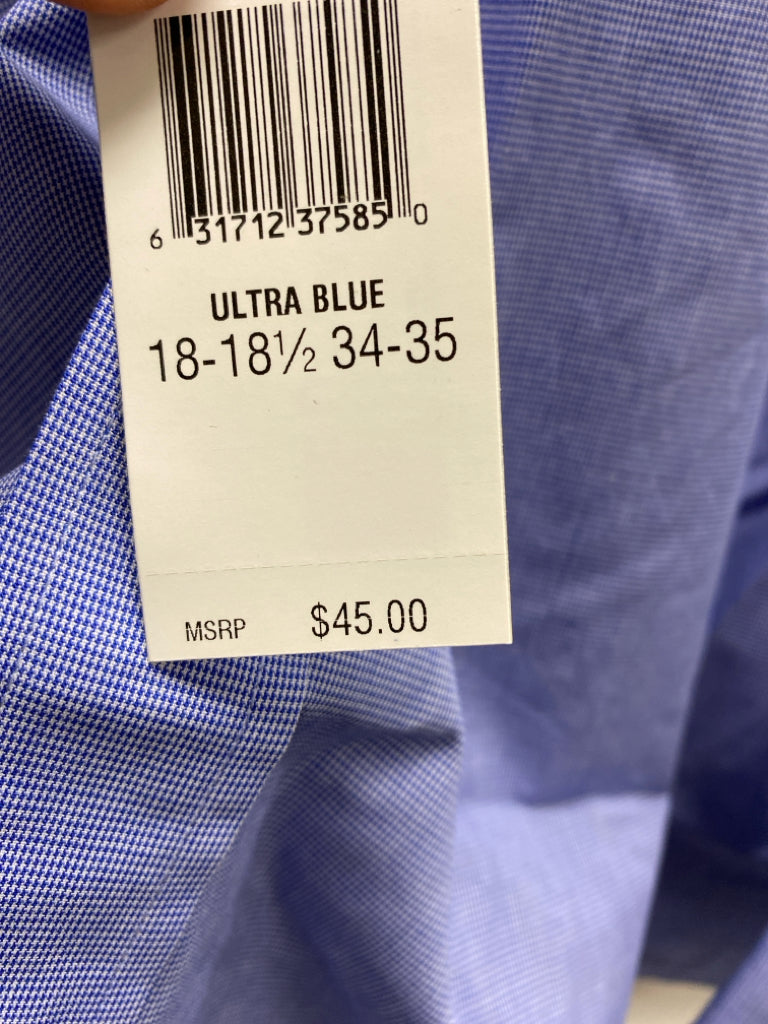 6 31712 37585 0
ULTRA BLUE
18-18½ 34-35
MSRP $45.00